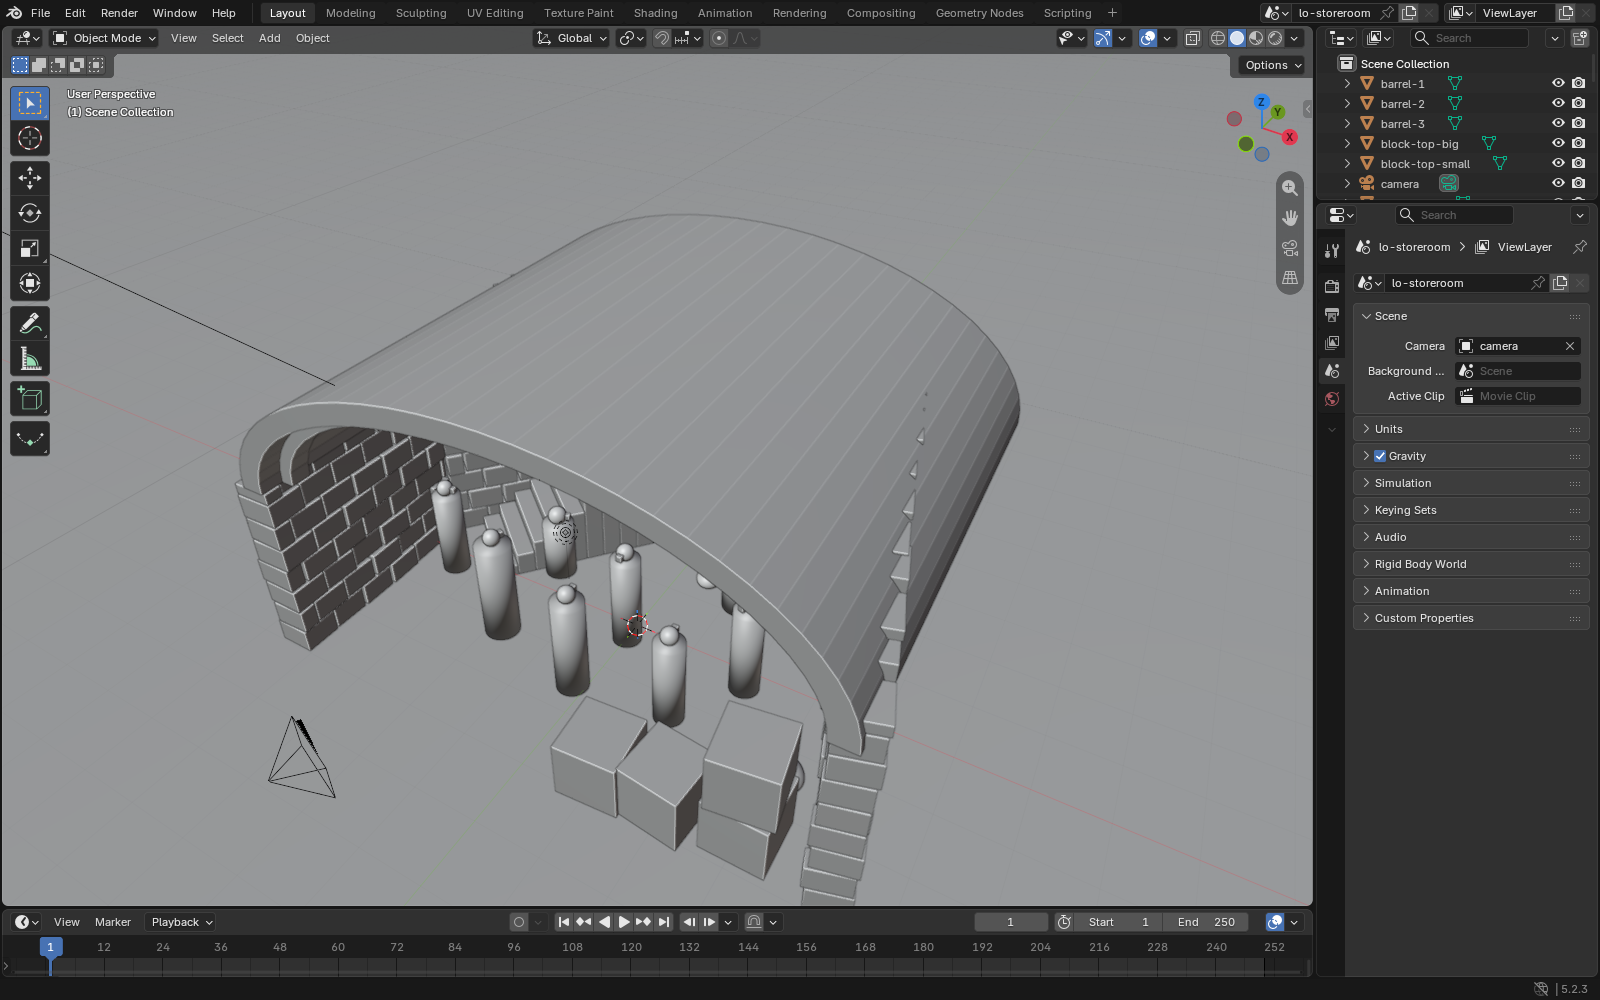 File Edit Render Window Help Layout Modeling Sculpting UV Editing Texture Paint Shading Animation Rendering Compositing Geometry Nodes Scripting + lo-storeroom ViewLayer
Object Mode View Select Add Object Global Search
Options
User Perspective
(1) Scene Collection
Z
Y
X
Scene Collection
barrel-1
barrel-2
barrel-3
block-top-big
block-top-small
camera
Search
lo-storeroom > ViewLayer
lo-storeroom
Scene
Camera camera
Background ... Scene
Active Clip Movie Clip
Units
Gravity
Simulation
Keying Sets
Audio
Rigid Body World
Animation
Custom Properties
View Marker Playback 1 Start 1 End 250
1 12 24 36 48 60 72 84 96 108 120 132 144 156 168 180 192 204 216 228 240 252
5.2.3